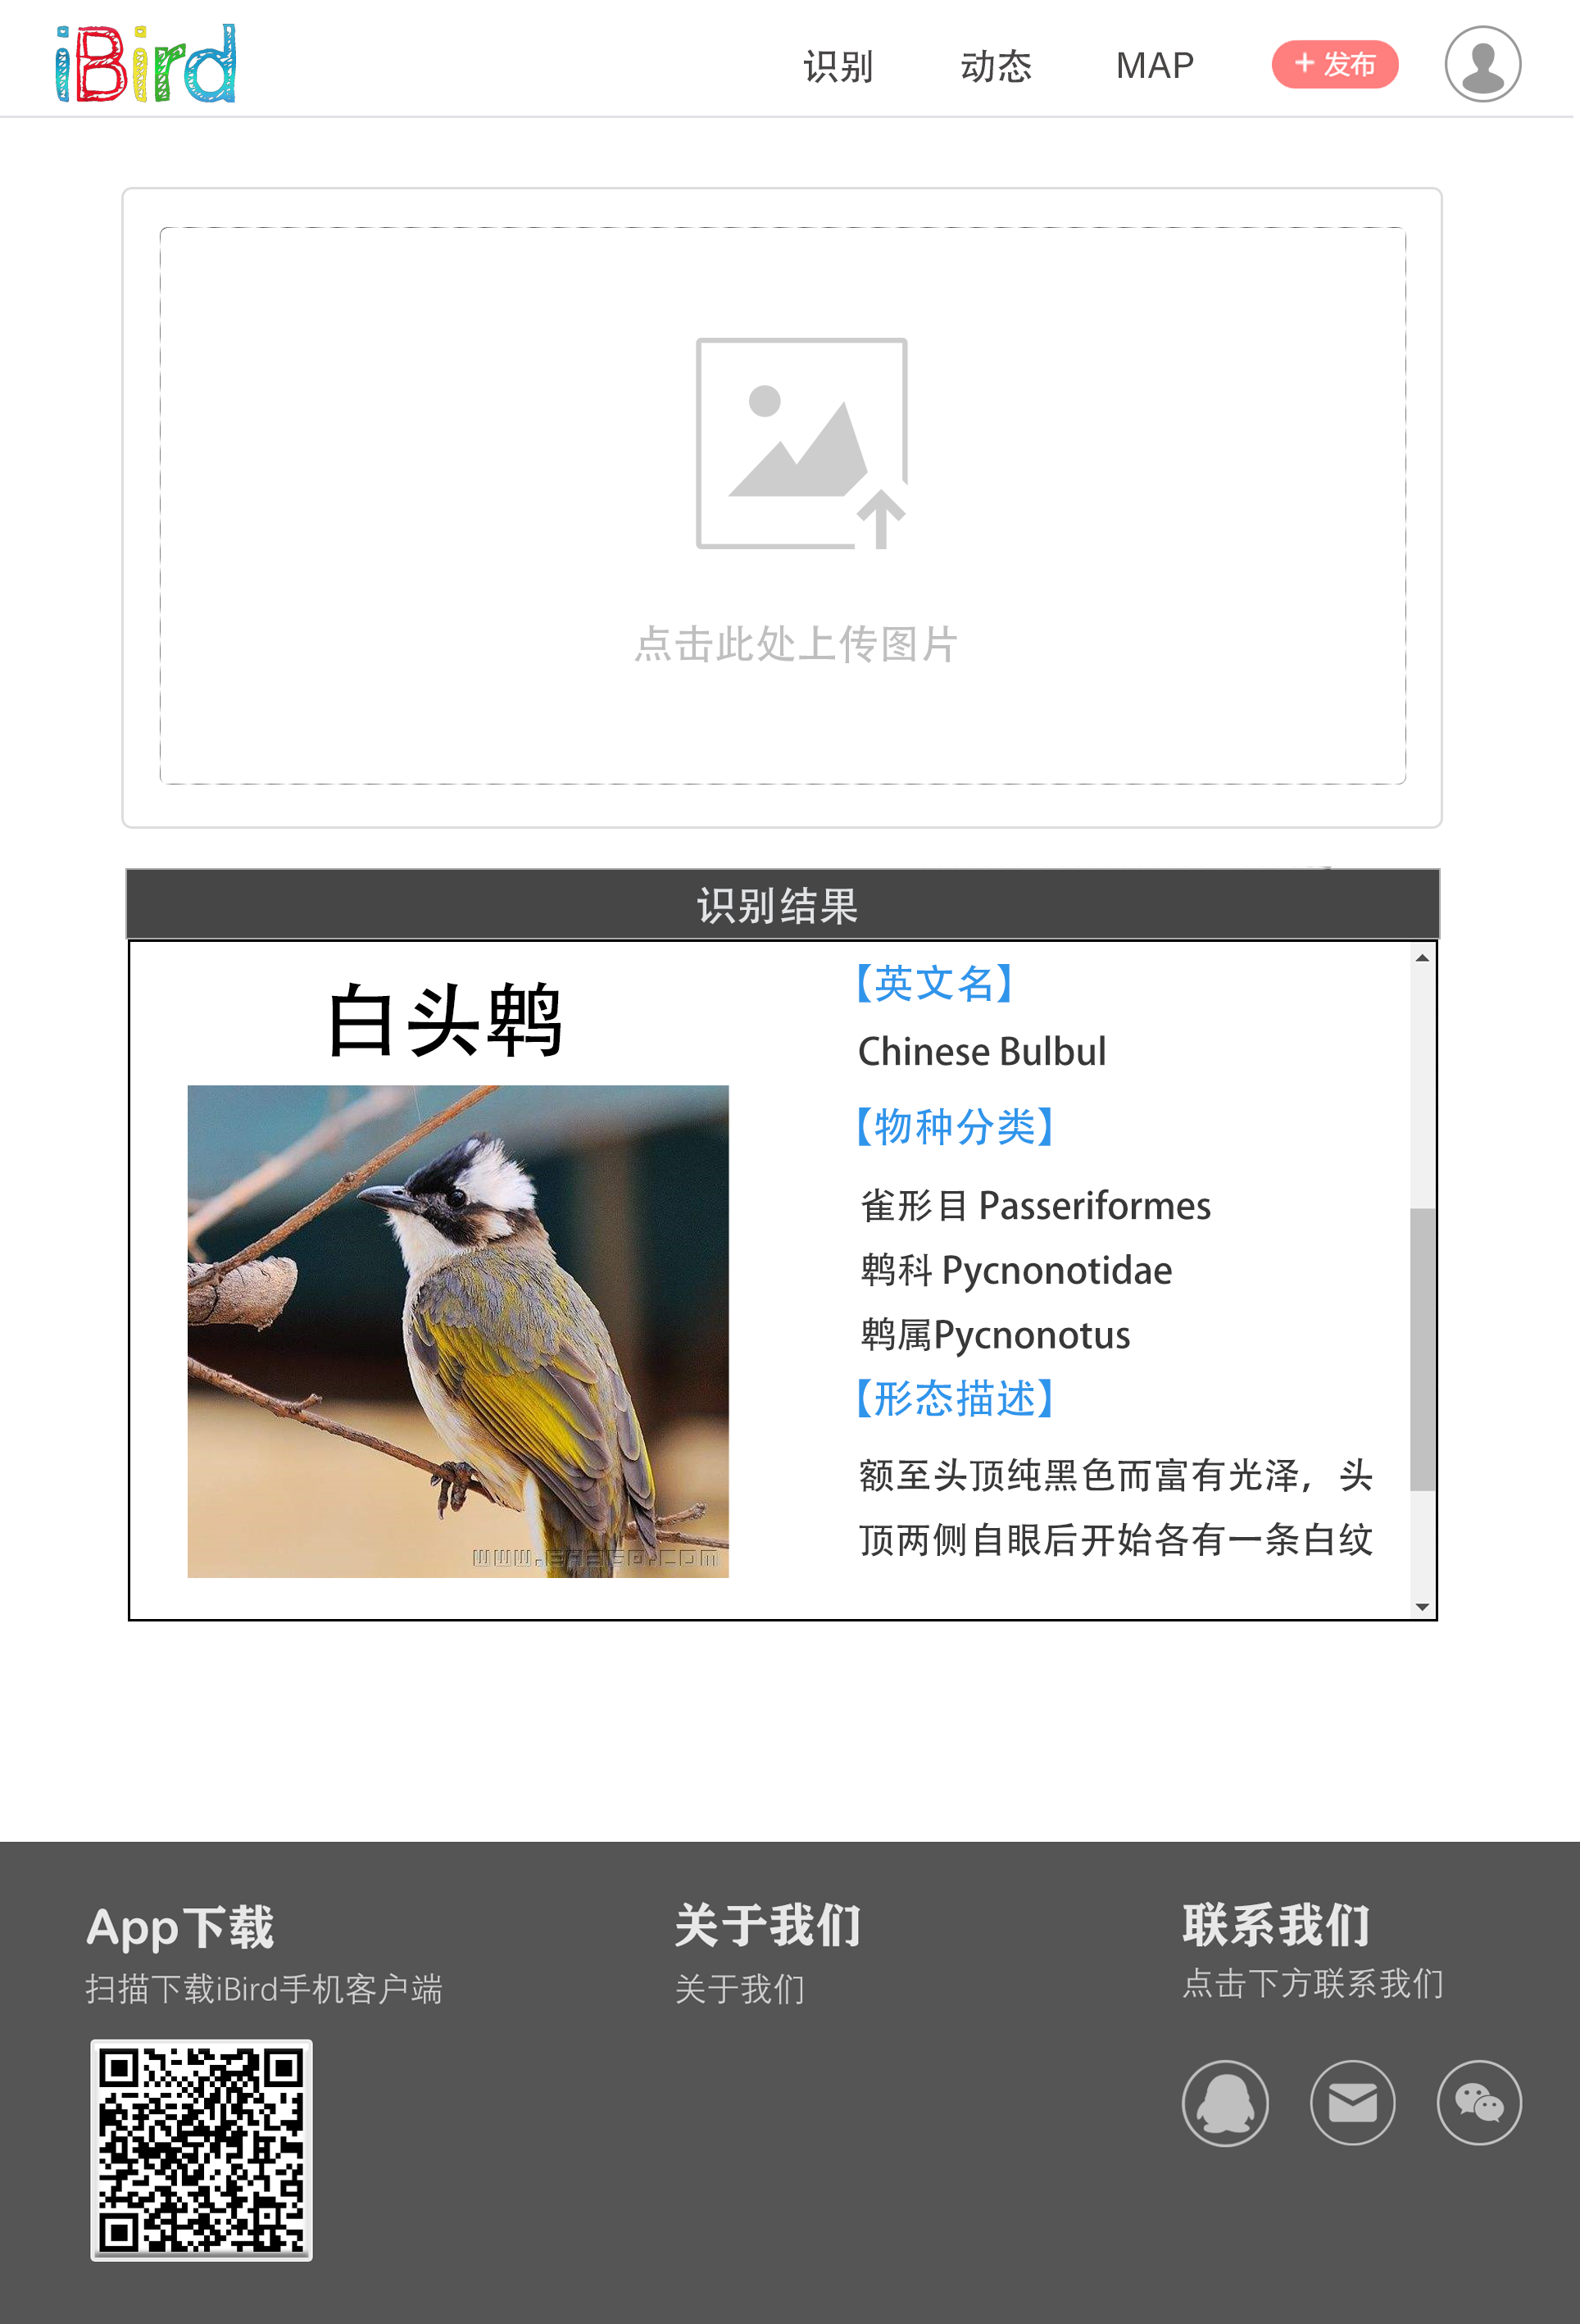 iBird
识别
动态
MAP
+ 发布
点击此处上传图片
识别结果
白头鹎
【英文名】
Chinese Bulbul
【物种分类】
雀形目 Passeriformes
鹎科 Pycnonotidae
鹎属Pycnonotus
【形态描述】
额至头顶纯黑色而富有光泽，头
顶两侧自眼后开始各有一条白纹
App下载
扫描下载iBird手机客户端
关于我们
关于我们
联系我们
点击下方联系我们